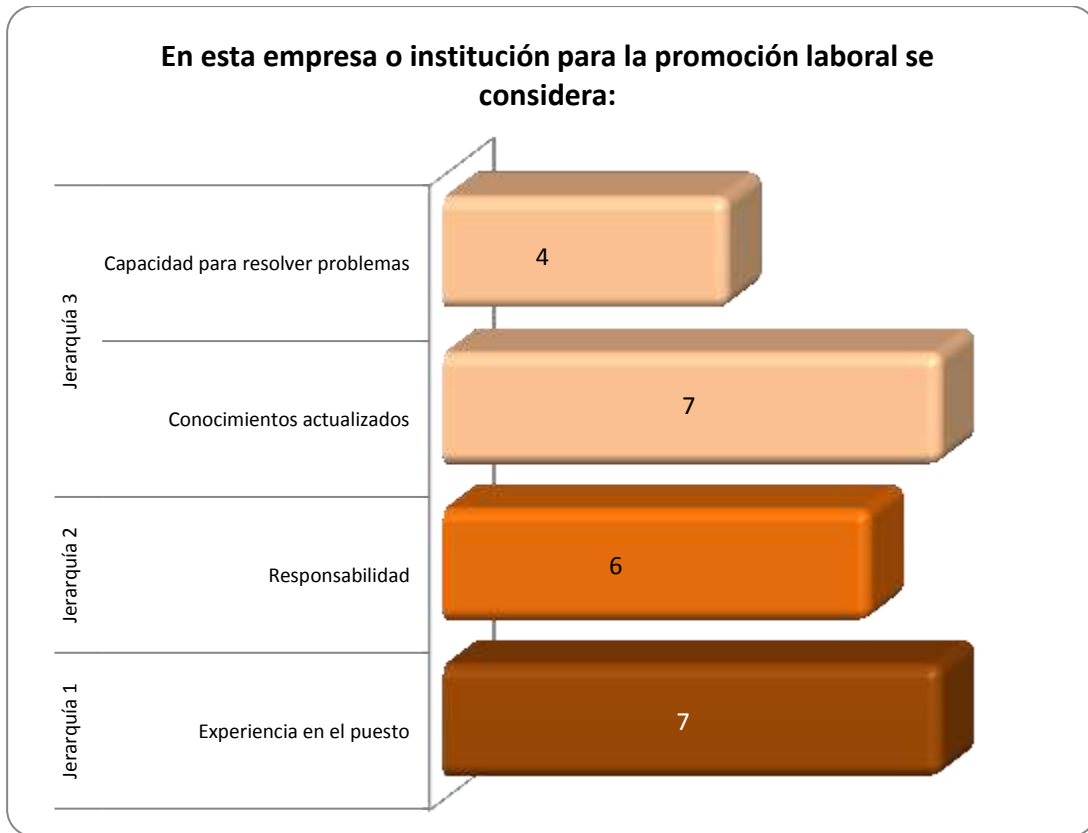 En esta empresa o institución para la promoción laboral se
considera:
Jerarquía 3
Capacidad para resolver problemas
4
Conocimientos actualizados
7
Jerarquía 2
Responsabilidad
6
Jerarquía 1
Experiencia en el puesto
7